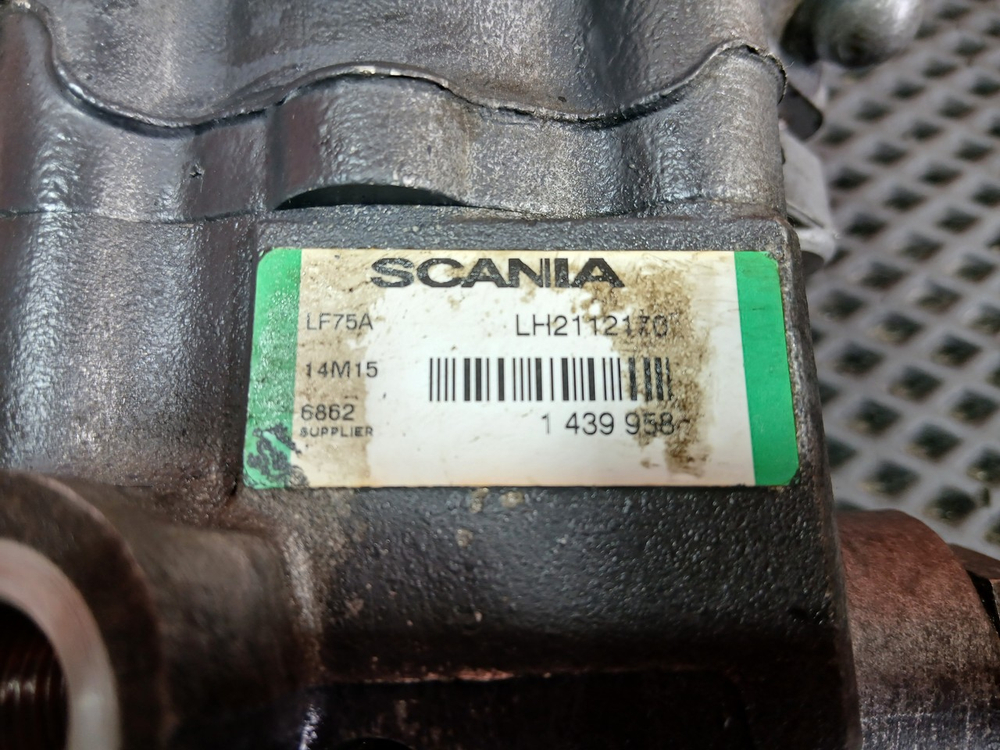 SCANIA
LF75A
LH2112170
14M15
6862
SUPPLIER
1 439 958